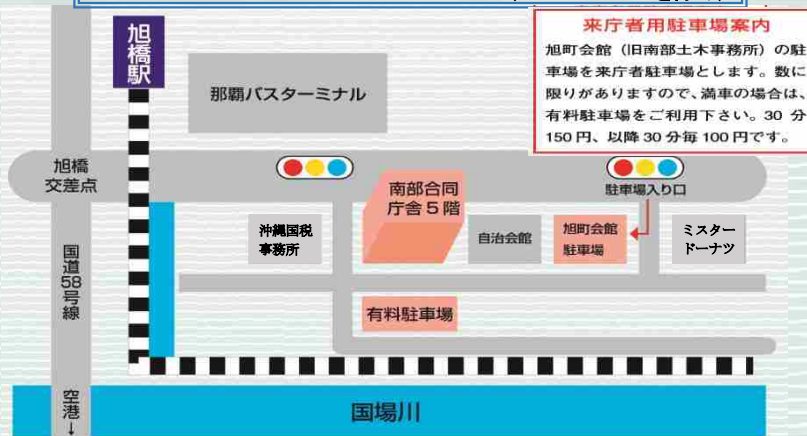 旭橋駅
那覇バスターミナル
来庁者用駐車場案内
旭町会館（旧南部土木事務所）の駐
車場を来庁者駐車場とします。数に
限りがありますので、満車の場合は、
有料駐車場をご利用下さい。30 分
150 円、以降 30 分毎 100 円です。
旭橋
交差点
南部合同
庁舎５階
駐車場入り口
沖縄国税
事務所
自治会館
旭町会館
駐車場
ミスター
ドーナツ
国道58号線
有料駐車場
空港→
国場川